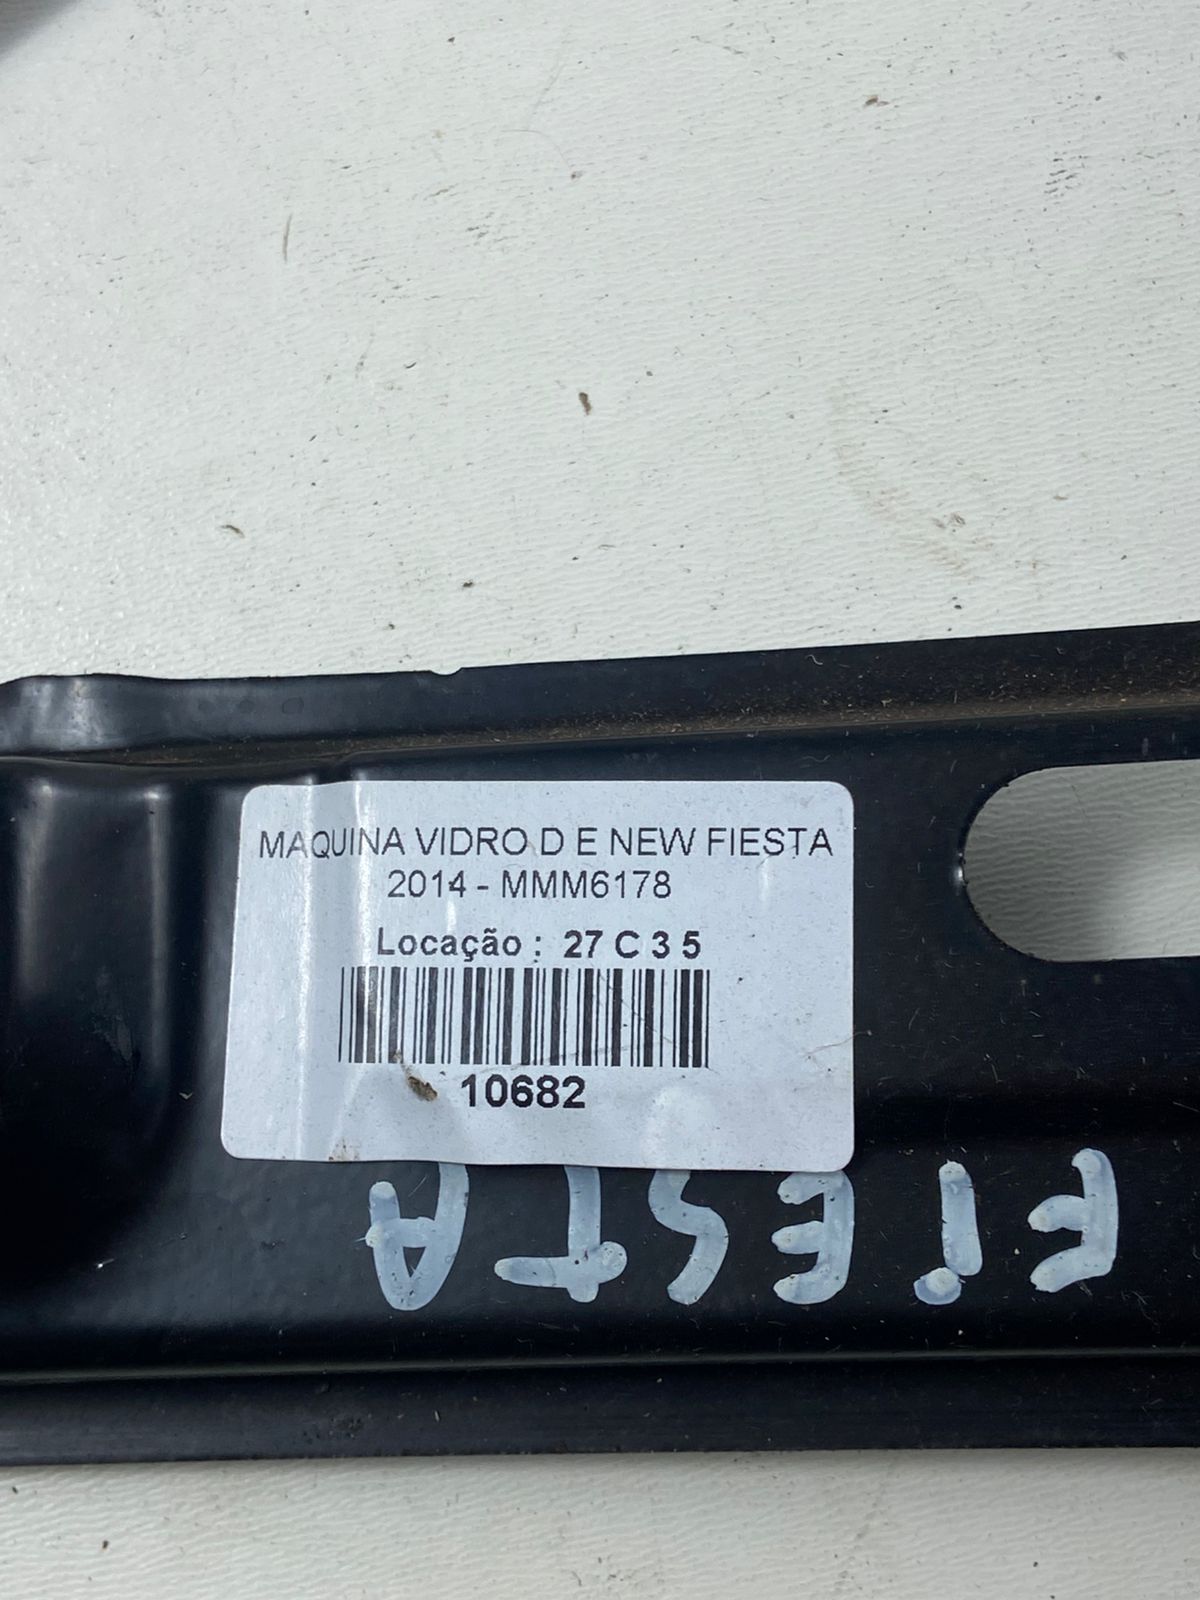 MAQUINA VIDRO D E NEW FIESTA
2014 - MMM6178
Locação : 27 C 3 5
10682
FIESTA